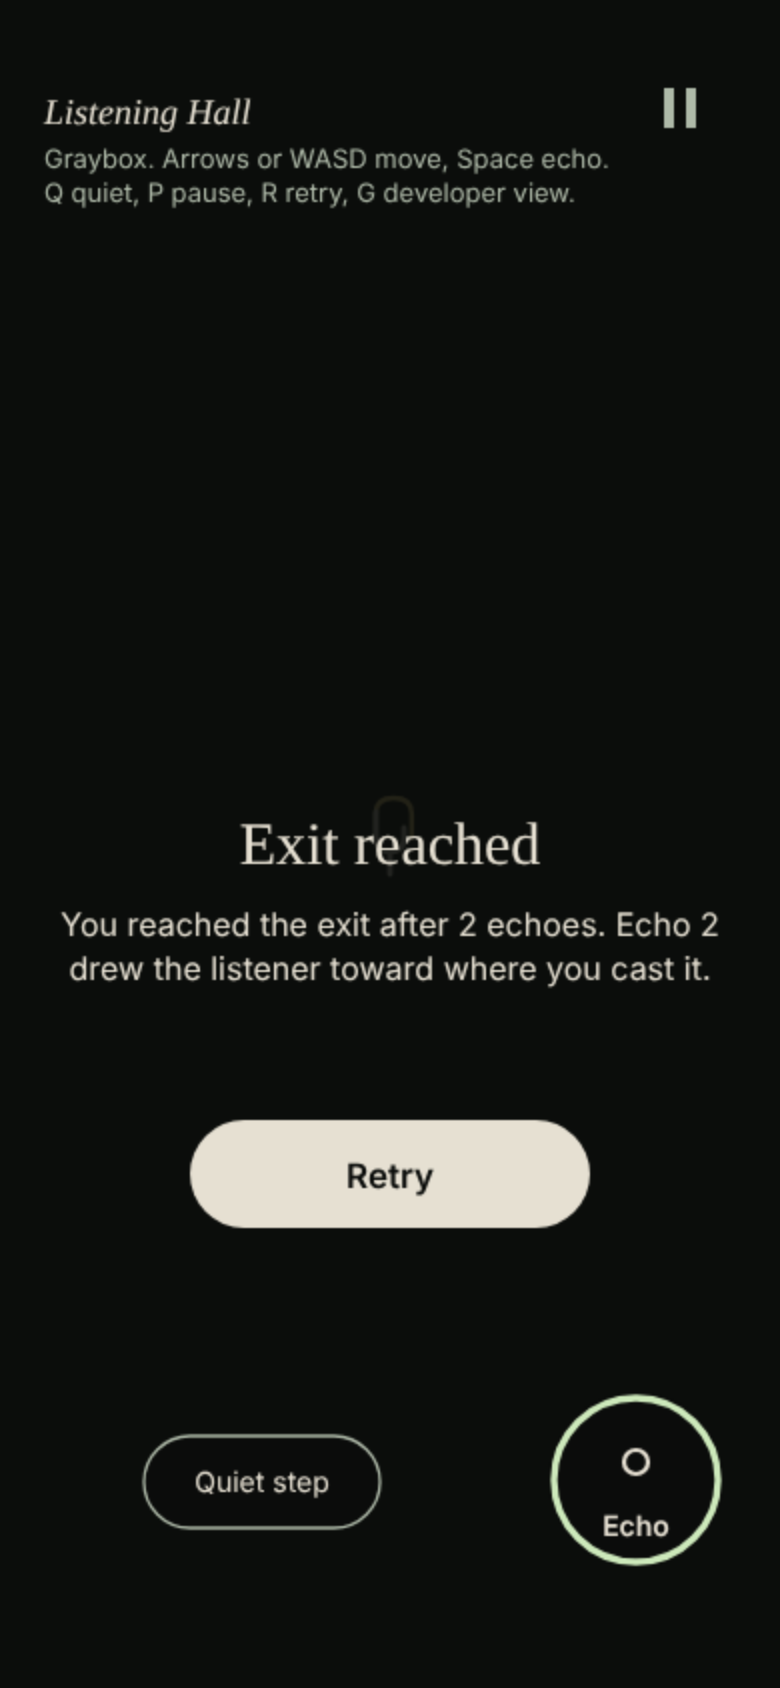 Listening Hall
Graybox. Arrows or WASD move, Space echo.
Q quiet, P pause, R retry, G developer view.
Exit reached
You reached the exit after 2 echoes. Echo 2
drew the listener toward where you cast it.
Retry
Quiet step
Echo